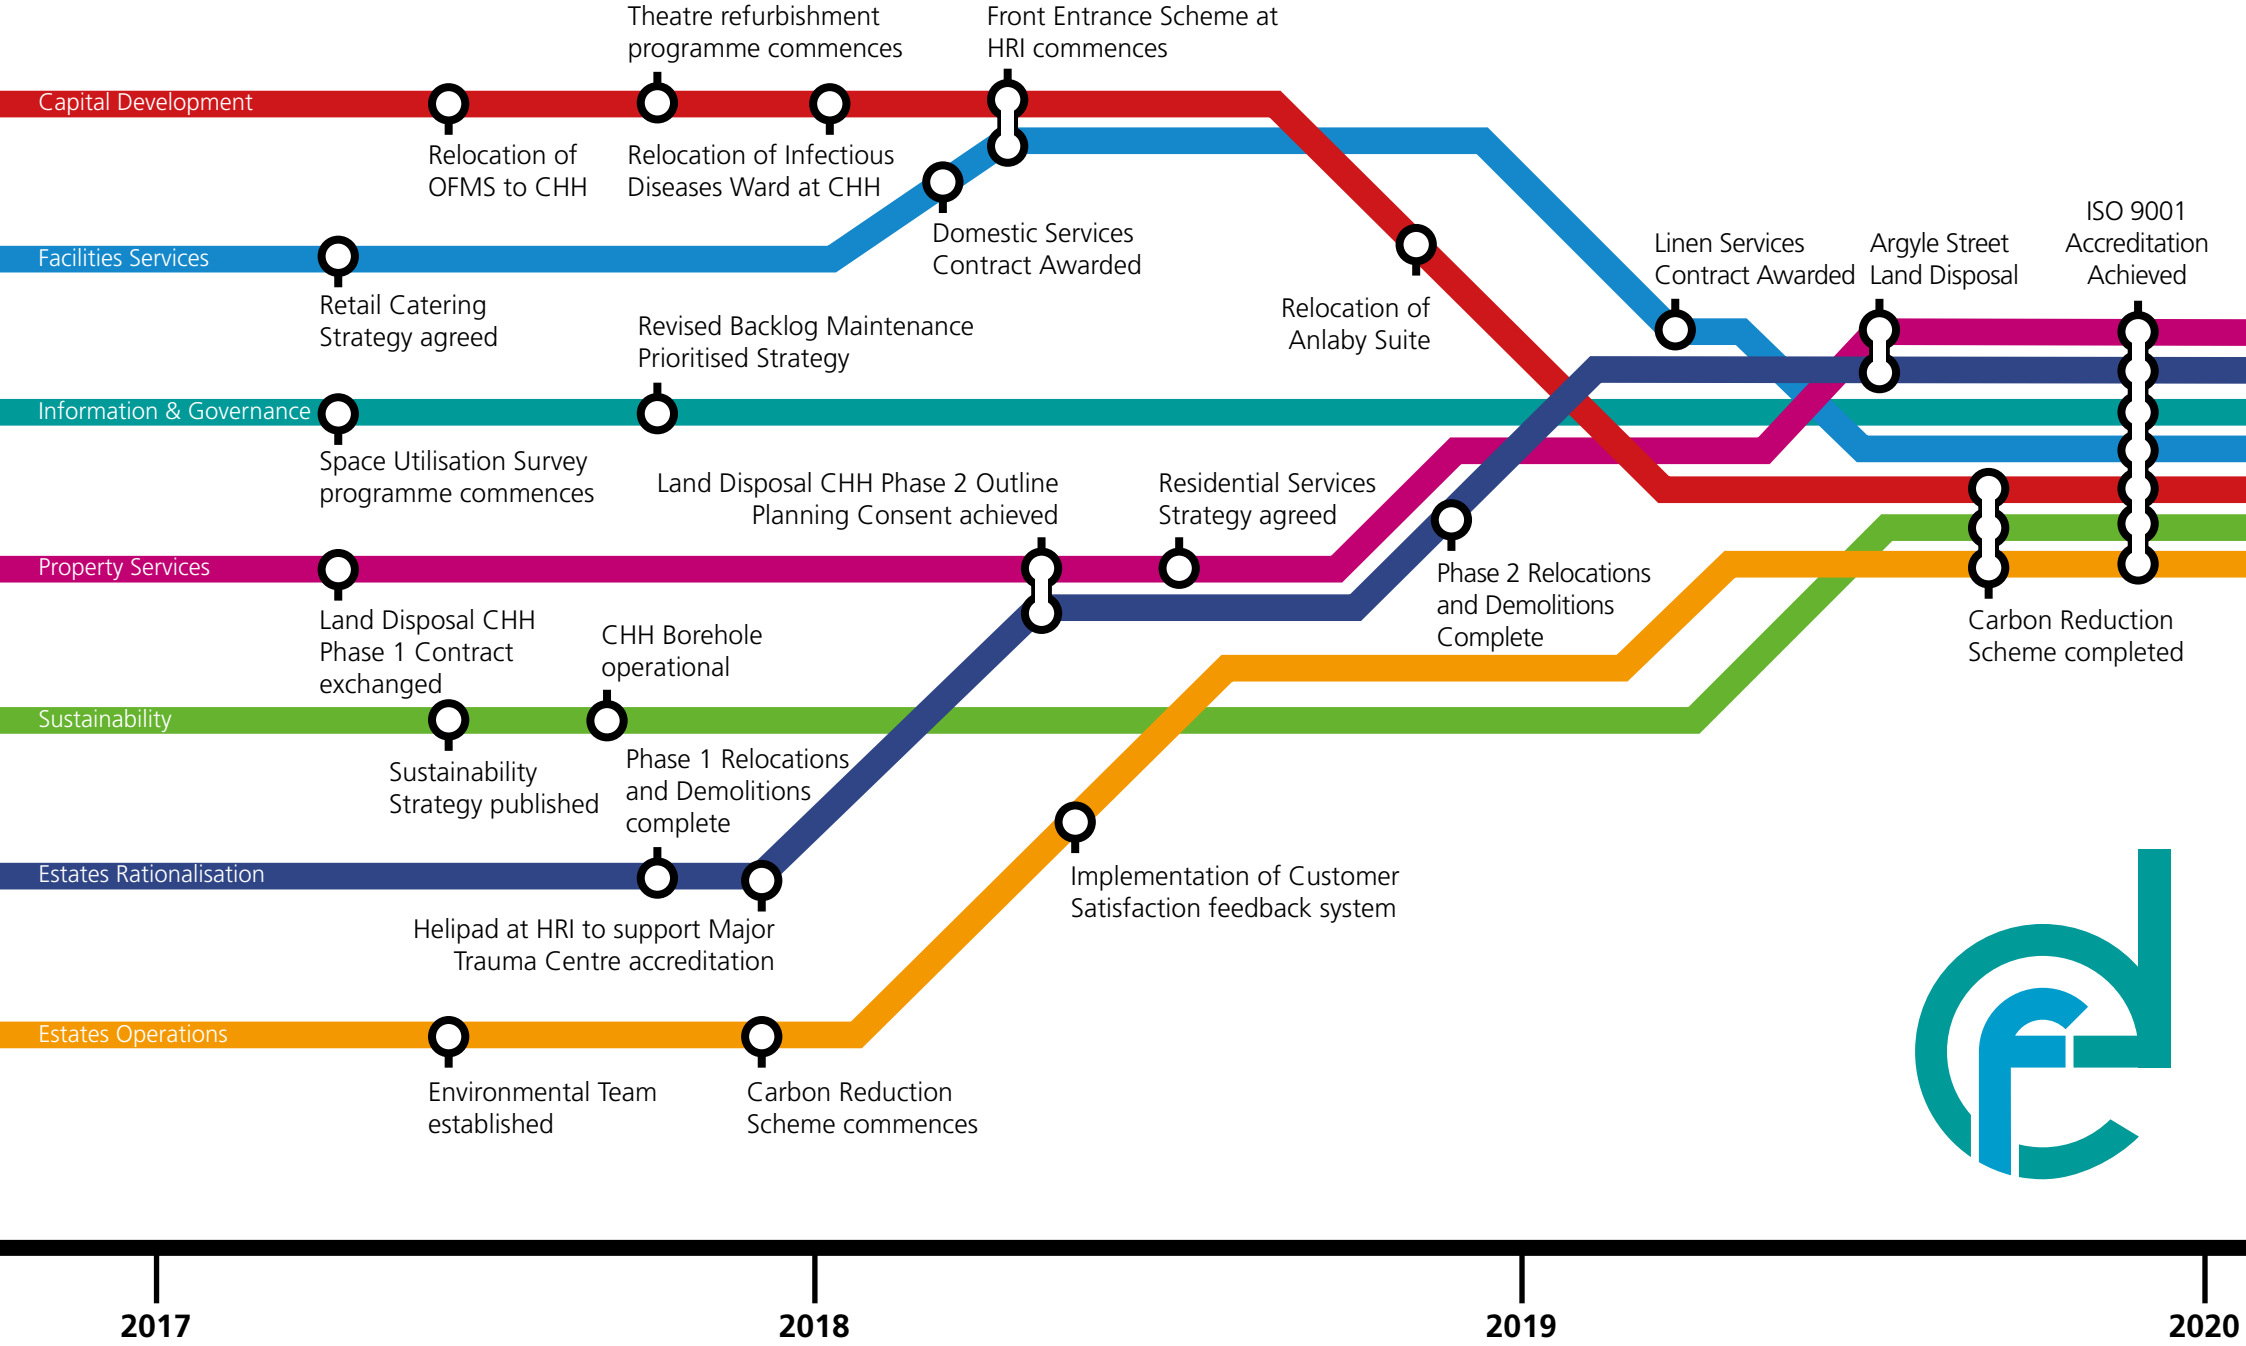 Theatre refurbishment
programme commences
Front Entrance Scheme at
HRI commences
Capital Development
Relocation of
OFMS to CHH
Relocation of Infectious
Diseases Ward at CHH
Domestic Services
Contract Awarded
Facilities Services
Retail Catering
Strategy agreed
Revised Backlog Maintenance
Prioritised Strategy
Relocation of
Anlaby Suite
Linen Services
Contract Awarded
Argyle Street
Land Disposal
ISO 9001
Accreditation
Achieved
Information & Governance
Space Utilisation Survey
programme commences
Land Disposal CHH Phase 2 Outline
Planning Consent achieved
Residential Services
Strategy agreed
Property Services
Land Disposal CHH
Phase 1 Contract
exchanged
CHH Borehole
operational
Phase 2 Relocations
and Demolitions
Complete
Carbon Reduction
Scheme completed
Sustainability
Sustainability
Strategy published
Phase 1 Relocations
and Demolitions
complete
Estates Rationalisation
Helipad at HRI to support Major
Trauma Centre accreditation
Implementation of Customer
Satisfaction feedback system
Estates Operations
Environmental Team
established
Carbon Reduction
Scheme commences
2017
2018
2019
2020